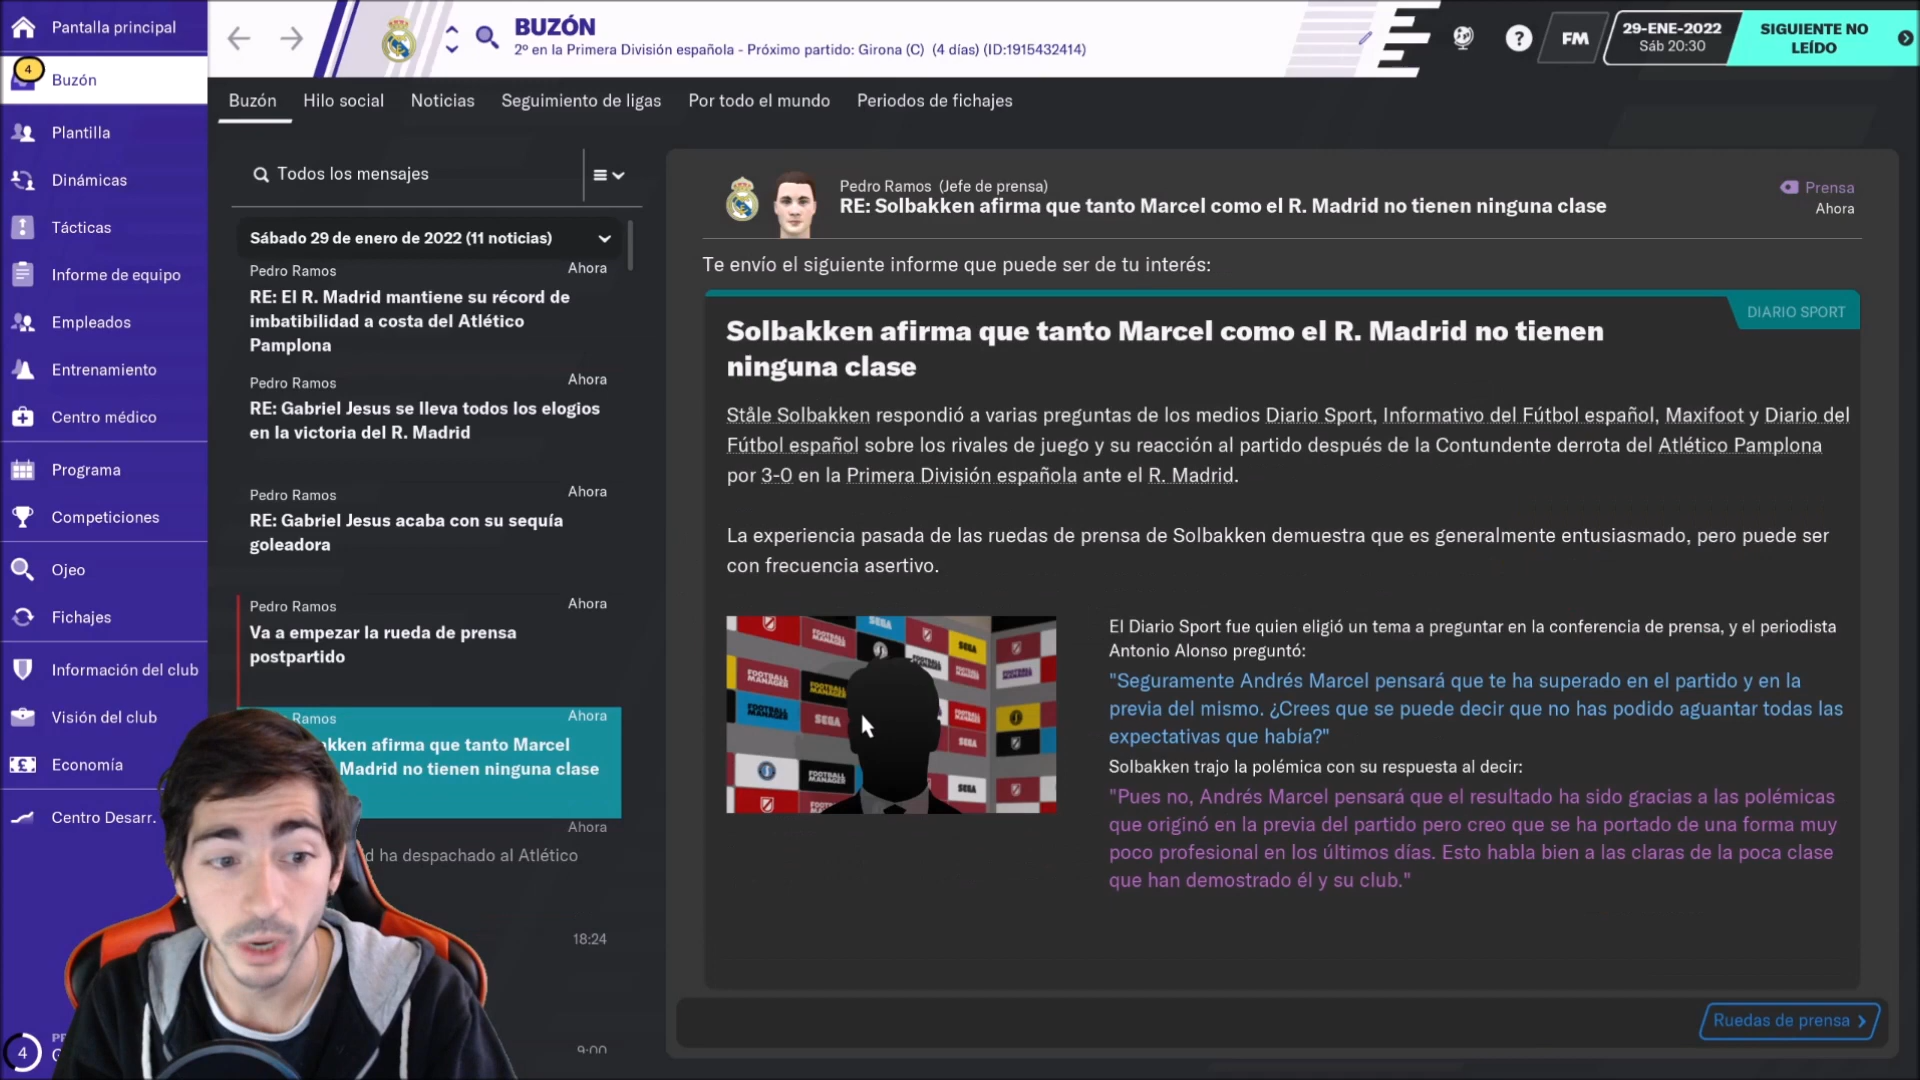 Pantalla principal
4
Buzón
Plantilla
Dinámicas
Tácticas
Informe de equipo
Empleados
Entrenamiento
Centro médico
Programa
Competiciones
Ojeo
Fichajes
Información del club
Visión del club
Economía
Centro Desarr.
4
BUZÓN
2º en la Primera División española - Próximo partido: Girona (C) (4 días) (ID:1915432414)
?
FM
29-ENE-2022
Sáb 20:30
SIGUIENTE NO
LEÍDO
Buzón
Hilo social
Noticias
Seguimiento de ligas
Por todo el mundo
Periodos de fichajes
Todos los mensajes
Sábado 29 de enero de 2022 (11 noticias)
Pedro Ramos
Ahora
RE: El R. Madrid mantiene su récord de
imbatibilidad a costa del Atlético
Pamplona
Pedro Ramos
Ahora
RE: Gabriel Jesus se lleva todos los elogios
en la victoria del R. Madrid
Pedro Ramos
Ahora
RE: Gabriel Jesus acaba con su sequía
goleadora
Pedro Ramos
Ahora
Va a empezar la rueda de prensa
postpartido
Ramos
Ahora
afirma que tanto Marcel
Madrid no tienen ninguna clase
Ahora
ha despachado al Atlético
18:24
9:00
Pedro Ramos (Jefe de prensa)
RE: Solbakken afirma que tanto Marcel como el R. Madrid no tienen ninguna clase
Prensa
Ahora
Te envío el siguiente informe que puede ser de tu interés:
DIARIO SPORT
Solbakken afirma que tanto Marcel como el R. Madrid no tienen
ninguna clase
Ståle Solbakken respondió a varias preguntas de los medios Diario Sport, Informativo del Fútbol español, Maxifoot y Diario del
Fútbol español sobre los rivales de juego y su reacción al partido después de la Contundente derrota del Atlético Pamplona
por 3-0 en la Primera División española ante el R. Madrid.
La experiencia pasada de las ruedas de prensa de Solbakken demuestra que es generalmente entusiasmado, pero puede ser
con frecuencia asertivo.
SEGA
FOOTBALL MANAGER
El Diario Sport fue quien eligió un tema a preguntar en la conferencia de prensa, y el periodista
Antonio Alonso preguntó:
"Seguramente Andrés Marcel pensará que te ha superado en el partido y en la
previa del mismo. ¿Crees que se puede decir que no has podido aguantar todas las
expectativas que había?"
Solbakken trajo la polémica con su respuesta al decir:
"Pues no, Andrés Marcel pensará que el resultado ha sido gracias a las polémicas
que originó en la previa del partido pero creo que se ha portado de una forma muy
poco profesional en los últimos días. Esto habla bien a las claras de la poca clase
que han demostrado él y su club."
Ruedas de prensa